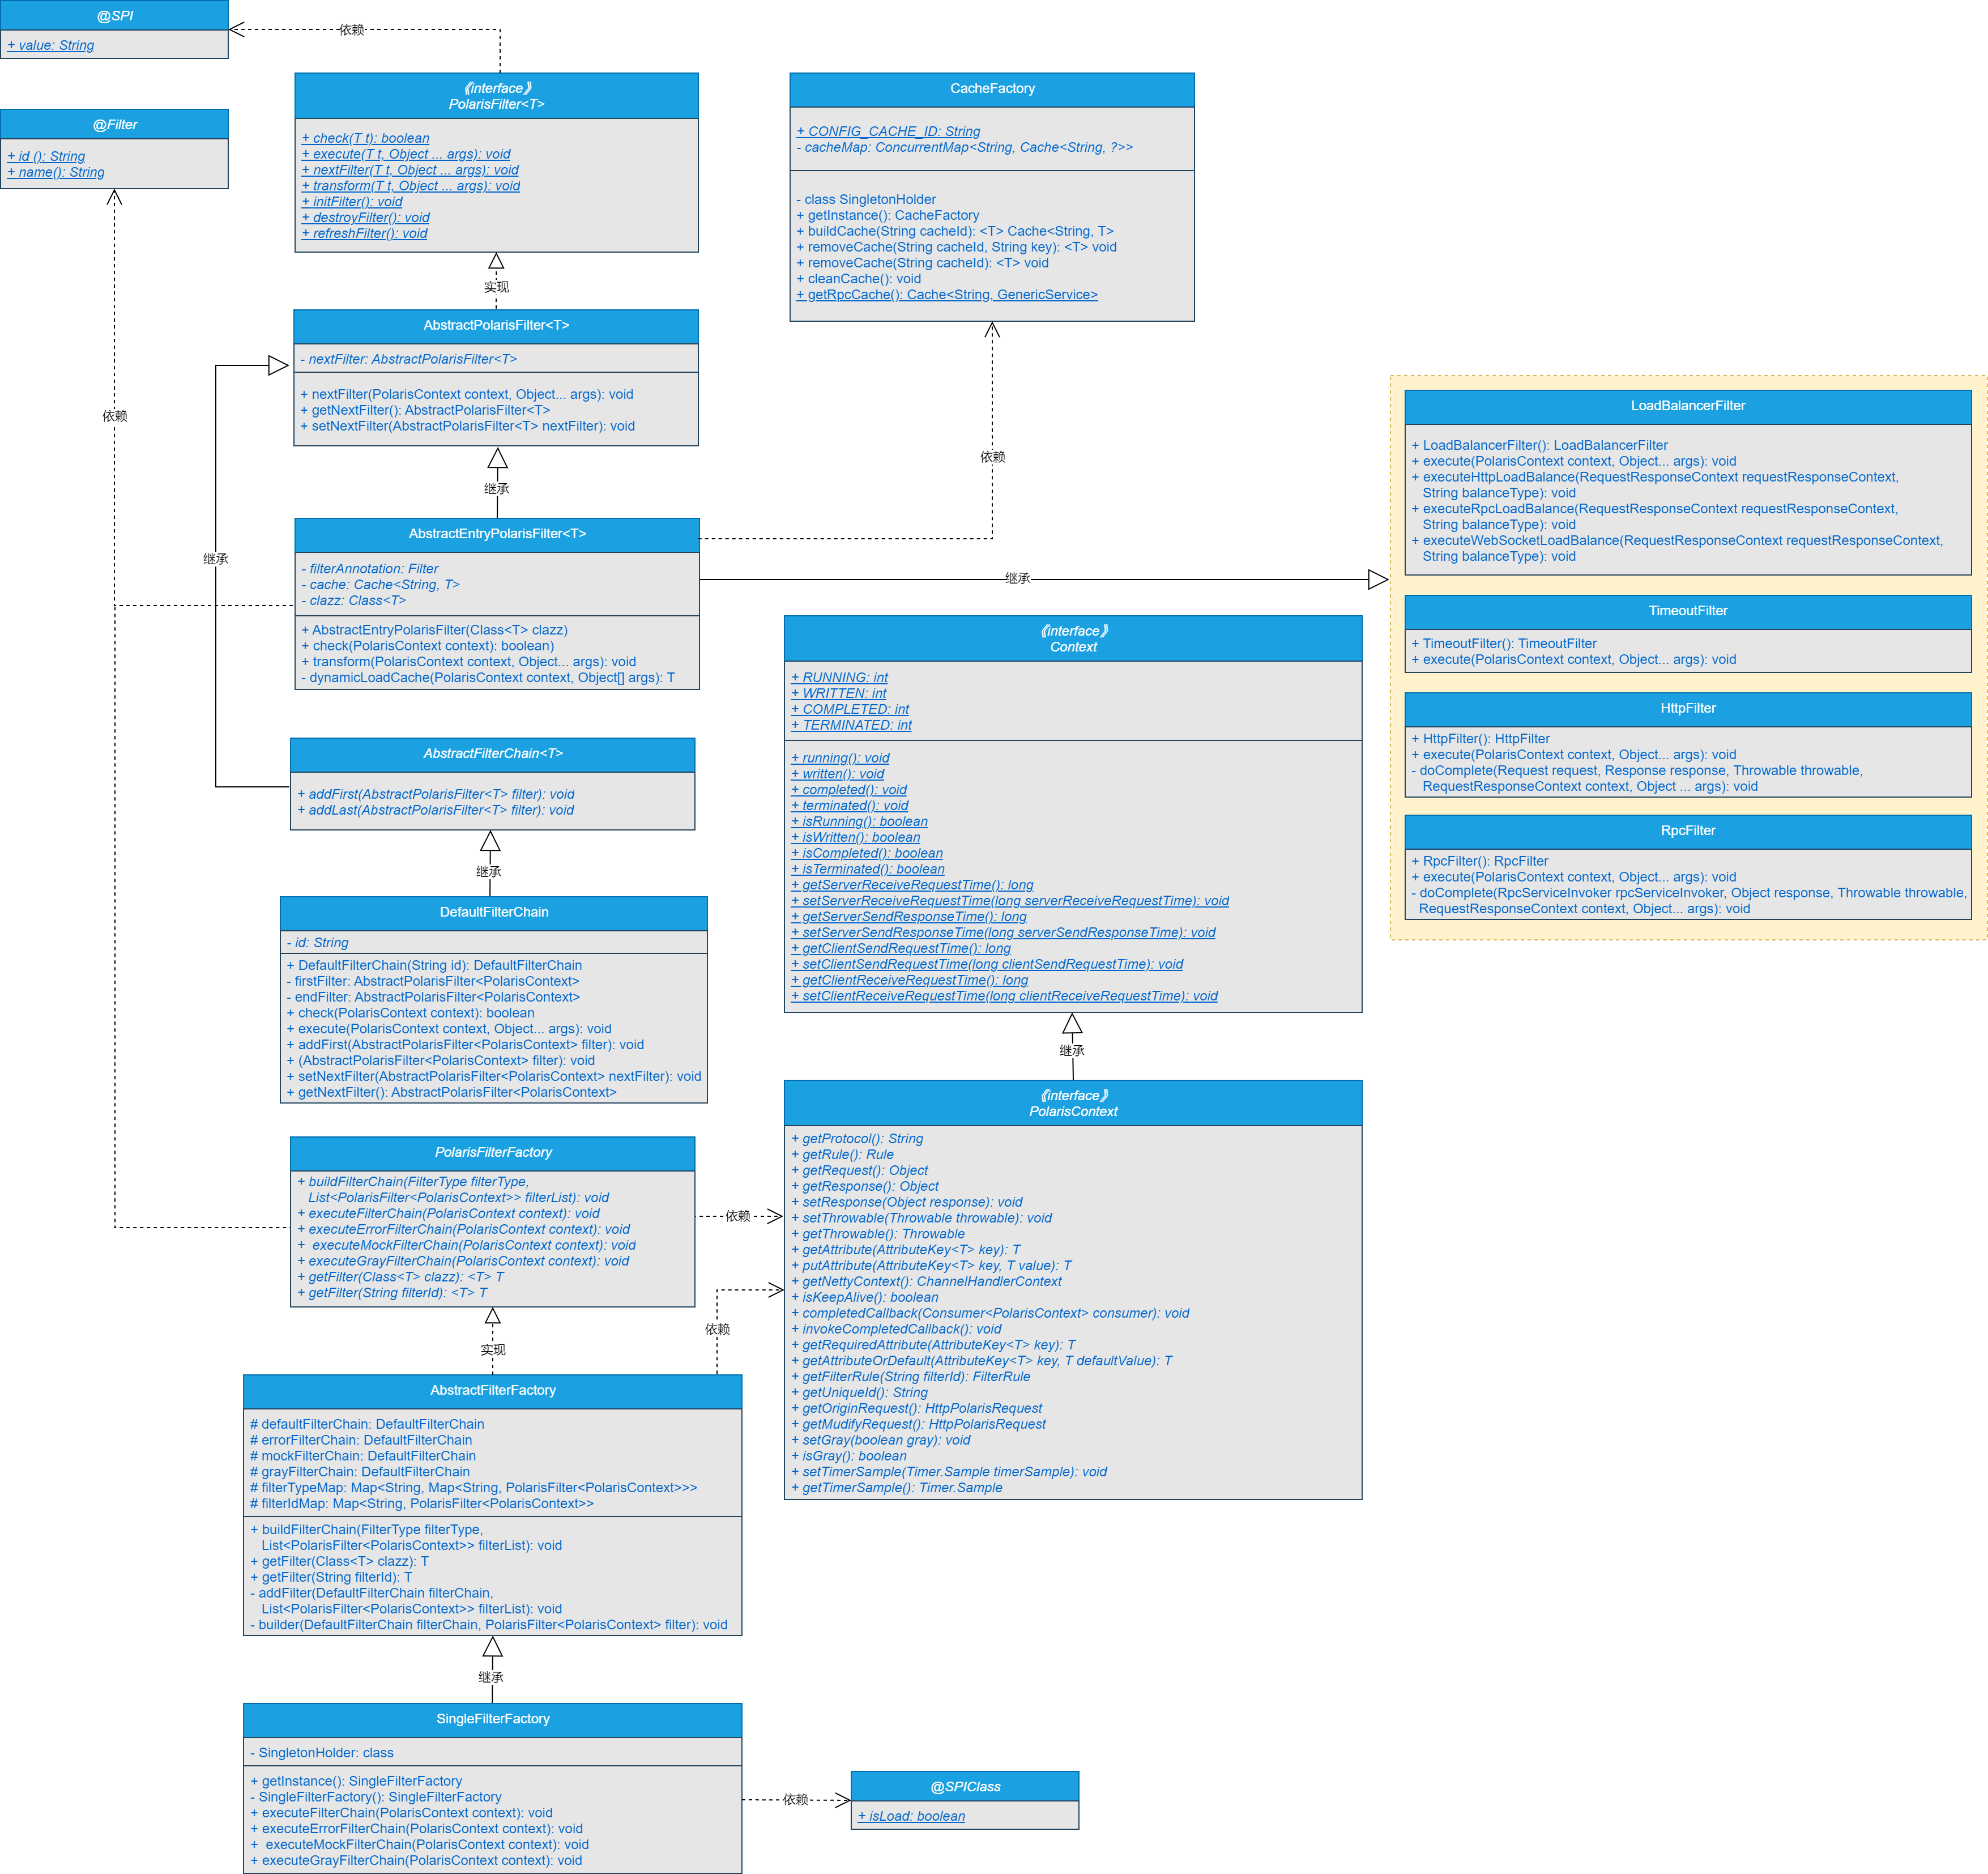 @SPI
+ value: String
依赖
@Filter
+ id (): String
+ name(): String
依赖
《interface》
PolarisFilter<T>
+ check(T t): boolean
+ execute(T t, Object ... args): void
+ nextFilter(T t, Object ... args): void
+ transform(T t, Object ... args): void
+ initFilter(): void
+ destroyFilter(): void
+ refreshFilter(): void
实现
AbstractPolarisFilter<T>
- nextFilter: AbstractPolarisFilter<T>
+ nextFilter(PolarisContext context, Object... args): void
+ getNextFilter(): AbstractPolarisFilter<T>
+ setNextFilter(AbstractPolarisFilter<T> nextFilter): void
继承
继承
AbstractEntryPolarisFilter<T>
- filterAnnotation: Filter
- cache: Cache<String, T>
- clazz: Class<T>
+ AbstractEntryPolarisFilter(Class<T> clazz)
+ check(PolarisContext context): boolean)
+ transform(PolarisContext context, Object... args): void
- dynamicLoadCache(PolarisContext context, Object[] args): T
AbstractFilterChain<T>
+ addFirst(AbstractPolarisFilter<T> filter): void
+ addLast(AbstractPolarisFilter<T> filter): void
继承
DefaultFilterChain
- id: String
+ DefaultFilterChain(String id): DefaultFilterChain
- firstFilter: AbstractPolarisFilter<PolarisContext>
- endFilter: AbstractPolarisFilter<PolarisContext>
+ check(PolarisContext context): boolean
+ execute(PolarisContext context, Object... args): void
+ addFirst(AbstractPolarisFilter<PolarisContext> filter): void
+ (AbstractPolarisFilter<PolarisContext> filter): void
+ setNextFilter(AbstractPolarisFilter<PolarisContext> nextFilter): void
+ getNextFilter(): AbstractPolarisFilter<PolarisContext>
PolarisFilterFactory
+ buildFilterChain(FilterType filterType,
List<PolarisFilter<PolarisContext>> filterList): void
+ executeFilterChain(PolarisContext context): void
+ executeErrorFilterChain(PolarisContext context): void
+  executeMockFilterChain(PolarisContext context): void
+ executeGrayFilterChain(PolarisContext context): void
+ getFilter(Class<T> clazz): <T> T
+ getFilter(String filterId): <T> T
依赖
依赖
实现
AbstractFilterFactory
# defaultFilterChain: DefaultFilterChain
# errorFilterChain: DefaultFilterChain
# mockFilterChain: DefaultFilterChain
# grayFilterChain: DefaultFilterChain
# filterTypeMap: Map<String, Map<String, PolarisFilter<PolarisContext>>>
# filterIdMap: Map<String, PolarisFilter<PolarisContext>>
+ buildFilterChain(FilterType filterType,
List<PolarisFilter<PolarisContext>> filterList): void
+ getFilter(Class<T> clazz): T
+ getFilter(String filterId): T
- addFilter(DefaultFilterChain filterChain,
List<PolarisFilter<PolarisContext>> filterList): void
- builder(DefaultFilterChain filterChain, PolarisFilter<PolarisContext> filter): void
继承
SingleFilterFactory
- SingletonHolder: class
+ getInstance(): SingleFilterFactory
- SingleFilterFactory(): SingleFilterFactory
+ executeFilterChain(PolarisContext context): void
+ executeErrorFilterChain(PolarisContext context): void
+  executeMockFilterChain(PolarisContext context): void
+ executeGrayFilterChain(PolarisContext context): void
依赖
@SPIClass
+ isLoad: boolean
CacheFactory
+ CONFIG_CACHE_ID: String
- cacheMap: ConcurrentMap<String, Cache<String, ?>>
- class SingletonHolder
+ getInstance(): CacheFactory
+ buildCache(String cacheId): <T> Cache<String, T>
+ removeCache(String cacheId, String key): <T> void
+ removeCache(String cacheId): <T> void
+ cleanCache(): void
+ getRpcCache(): Cache<String, GenericService>
依赖
继承
《interface》
Context
+ RUNNING: int
+ WRITTEN: int
+ COMPLETED: int
+ TERMINATED: int
+ running(): void
+ written(): void
+ completed(): void
+ terminated(): void
+ isRunning(): boolean
+ isWritten(): boolean
+ isCompleted(): boolean
+ isTerminated(): boolean
+ getServerReceiveRequestTime(): long
+ setServerReceiveRequestTime(long serverReceiveRequestTime): void
+ getServerSendResponseTime(): long
+ setServerSendResponseTime(long serverSendResponseTime): void
+ getClientSendRequestTime(): long
+ setClientSendRequestTime(long clientSendRequestTime): void
+ getClientReceiveRequestTime(): long
+ setClientReceiveRequestTime(long clientReceiveRequestTime): void
继承
《interface》
PolarisContext
+ getProtocol(): String
+ getRule(): Rule
+ getRequest(): Object
+ getResponse(): Object
+ setResponse(Object response): void
+ setThrowable(Throwable throwable): void
+ getThrowable(): Throwable
+ getAttribute(AttributeKey<T> key): T
+ putAttribute(AttributeKey<T> key, T value): T
+ getNettyContext(): ChannelHandlerContext
+ isKeepAlive(): boolean
+ completedCallback(Consumer<PolarisContext> consumer): void
+ invokeCompletedCallback(): void
+ getRequiredAttribute(AttributeKey<T> key): T
+ getAttributeOrDefault(AttributeKey<T> key, T defaultValue): T
+ getFilterRule(String filterId): FilterRule
+ getUniqueId(): String
+ getOriginRequest(): HttpPolarisRequest
+ getMudifyRequest(): HttpPolarisRequest
+ setGray(boolean gray): void
+ isGray(): boolean
+ setTimerSample(Timer.Sample timerSample): void
+ getTimerSample(): Timer.Sample
LoadBalancerFilter
+ LoadBalancerFilter(): LoadBalancerFilter
+ execute(PolarisContext context, Object... args): void
+ executeHttpLoadBalance(RequestResponseContext requestResponseContext,
String balanceType): void
+ executeRpcLoadBalance(RequestResponseContext requestResponseContext,
String balanceType): void
+ executeWebSocketLoadBalance(RequestResponseContext requestResponseContext,
String balanceType): void
TimeoutFilter
+ TimeoutFilter(): TimeoutFilter
+ execute(PolarisContext context, Object... args): void
HttpFilter
+ HttpFilter(): HttpFilter
+ execute(PolarisContext context, Object... args): void
- doComplete(Request request, Response response, Throwable throwable,
RequestResponseContext context, Object ... args): void
RpcFilter
+ RpcFilter(): RpcFilter
+ execute(PolarisContext context, Object... args): void
- doComplete(RpcServiceInvoker rpcServiceInvoker, Object response, Throwable throwable,
RequestResponseContext context, Object... args): void